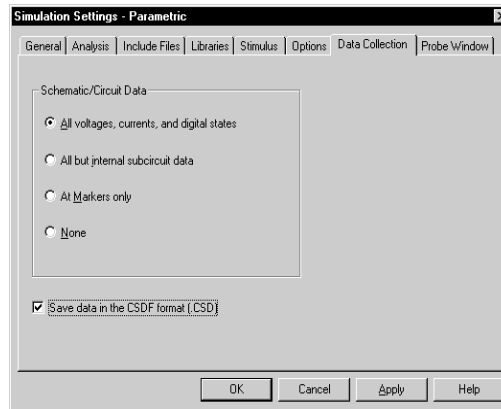 Simulation Settings - Parametric
General Analysis Include Files Libraries Stimulus Options Data Collection Probe Window
Schematic/Circuit Data
All voltages, currents, and digital states
All but internal subcircuit data
At Markers only
None
Save data in the CSDF format (.CSD)
OK Cancel Apply Help